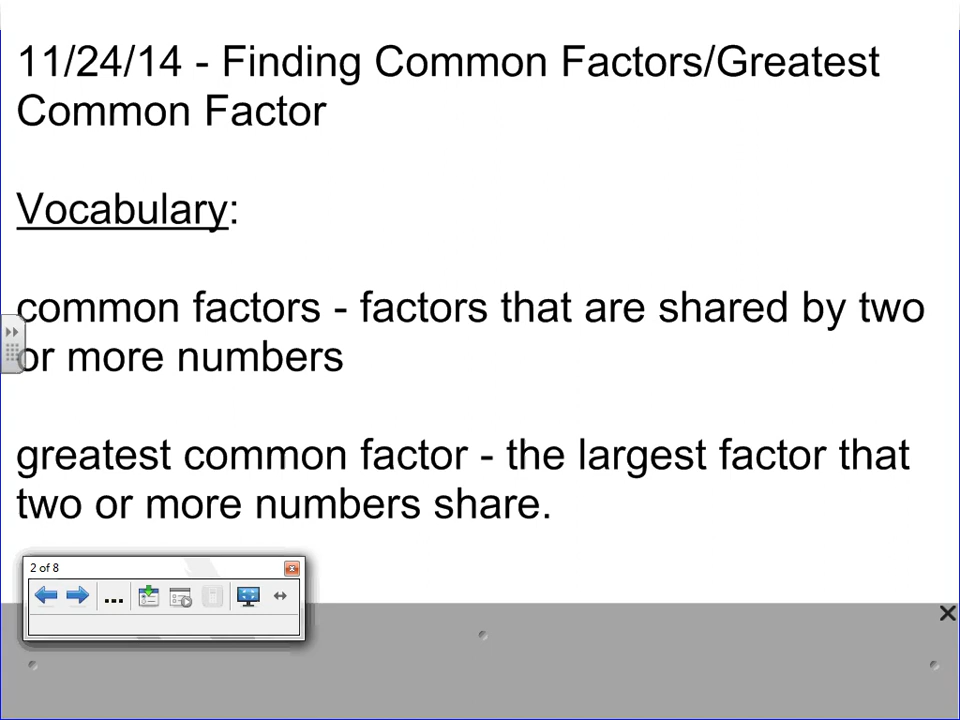 11/24/14 - Finding Common Factors/Greatest
Common Factor
Vocabulary:
common factors - factors that are shared by two
or more numbers
greatest common factor - the largest factor that
two or more numbers share.
2 of 8
...